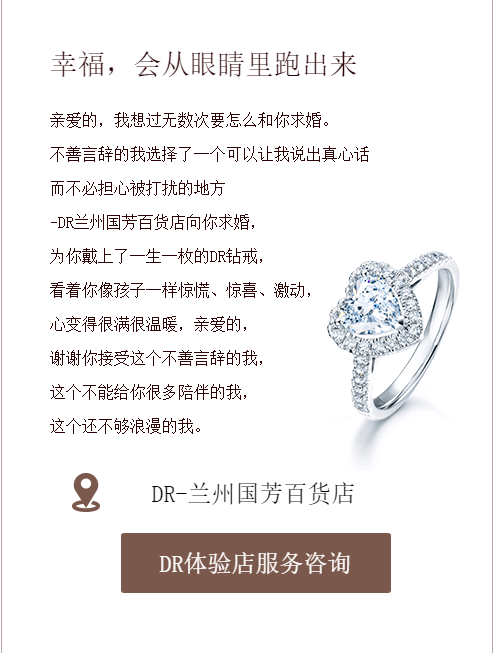 幸福，会从眼睛里跑出来
亲爱的，我想过无数次要怎么和你求婚。
不善言辞的我选择了一个可以让我说出真心话
而不必担心被打扰的地方
-DR兰州国芳百货店向你求婚，
为你戴上了一生一枚的DR钻戒，
看着你像孩子一样惊慌、惊喜、激动，
心变得很满很温暖，亲爱的，
谢谢你接受这个不善言辞的我，
这个不能给你很多陪伴的我，
这个还不够浪漫的我。
DR-兰州国芳百货店
DR体验店服务咨询